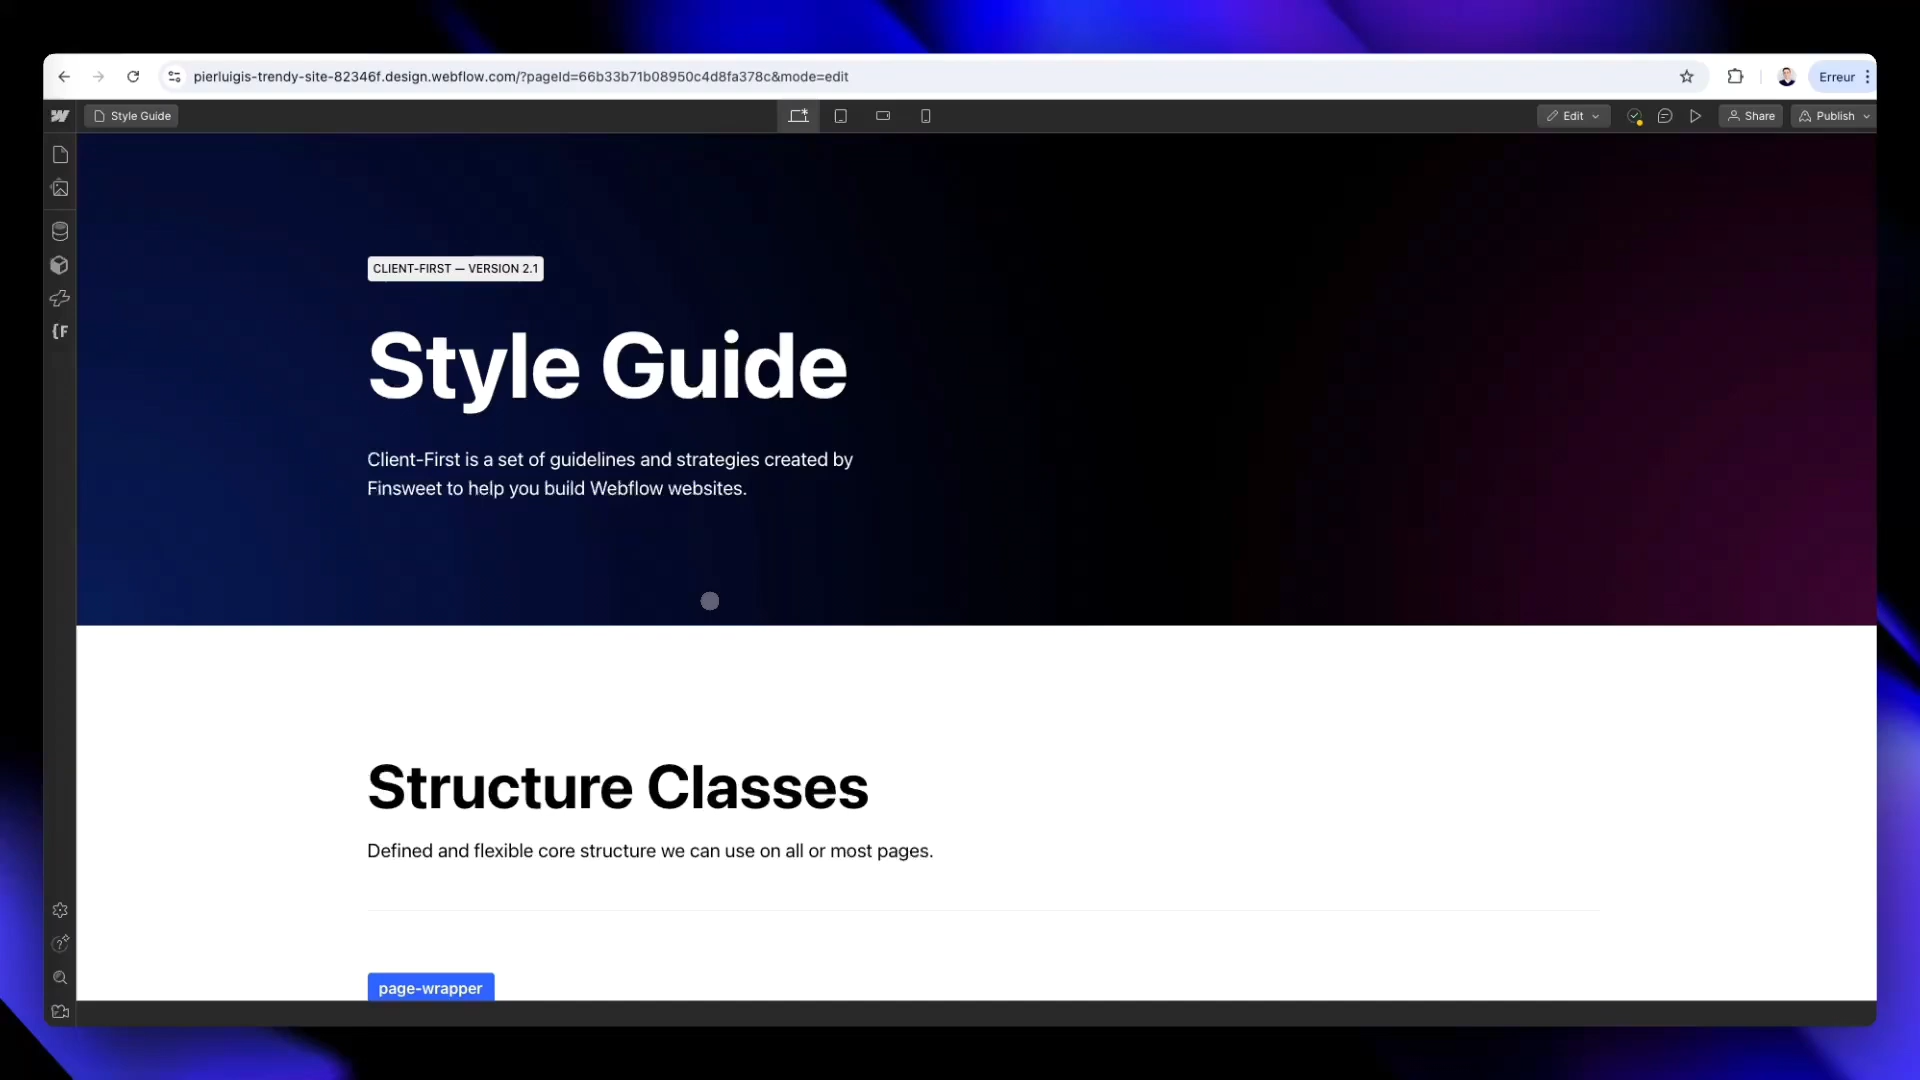 pierluigis-trendy-site-82346f.design.webflow.com/?pageId=66b33b71b08950c4d8fa378c&mode=edit
Erreur
Style Guide
Edit
Share
Publish
{F
CLIENT-FIRST — VERSION 2.1
Style Guide
Client-First is a set of guidelines and strategies created by
Finsweet to help you build Webflow websites.
Structure Classes
Defined and flexible core structure we can use on all or most pages.
page-wrapper